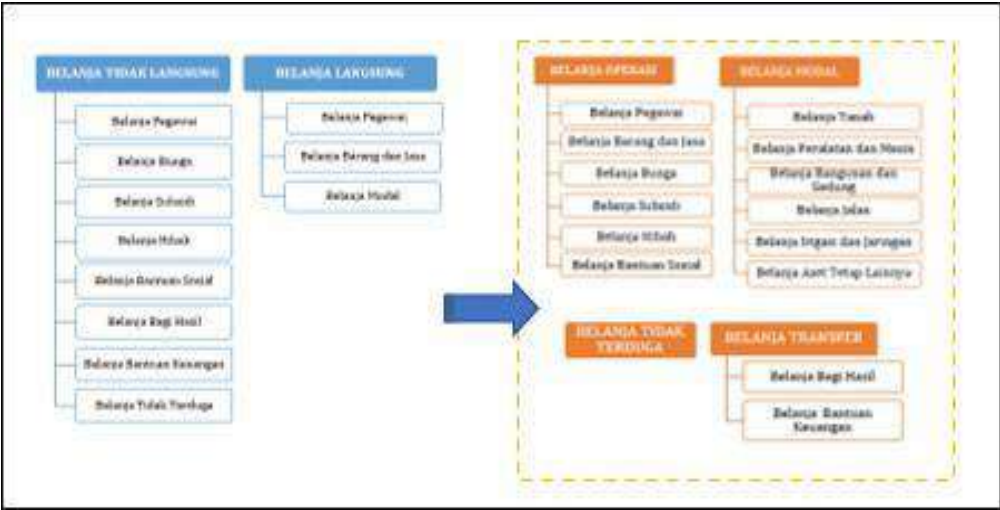 BELANJA TIDAK LANGSUNG
Belanja Pegawai
Belanja Bunga
Belanja Subsidi
Belanja Hibah
Belanja Bantuan Sosial
Belanja Bagi Hasil
Belanja Bantuan Keuangan
Belanja Tidak Terduga
BELANJA LANGSUNG
Belanja Pegawai
Belanja Barang dan Jasa
Belanja Modal
BELANJA OPERASI
Belanja Pegawai
Belanja Barang dan Jasa
Belanja Bunga
Belanja Subsidi
Belanja Hibah
Belanja Bantuan Sosial
BELANJA MODAL
Belanja Tanah
Belanja Peralatan dan Mesin
Belanja Bangunan dan
Gedung
Belanja Jalan
Belanja Irigasi dan Jaringan
Belanja Aset Tetap Lainnya
BELANJA TIDAK
TERDUGA
BELANJA TRANSFER
Belanja Bagi Hasil
Belanja Bantuan
Keuangan